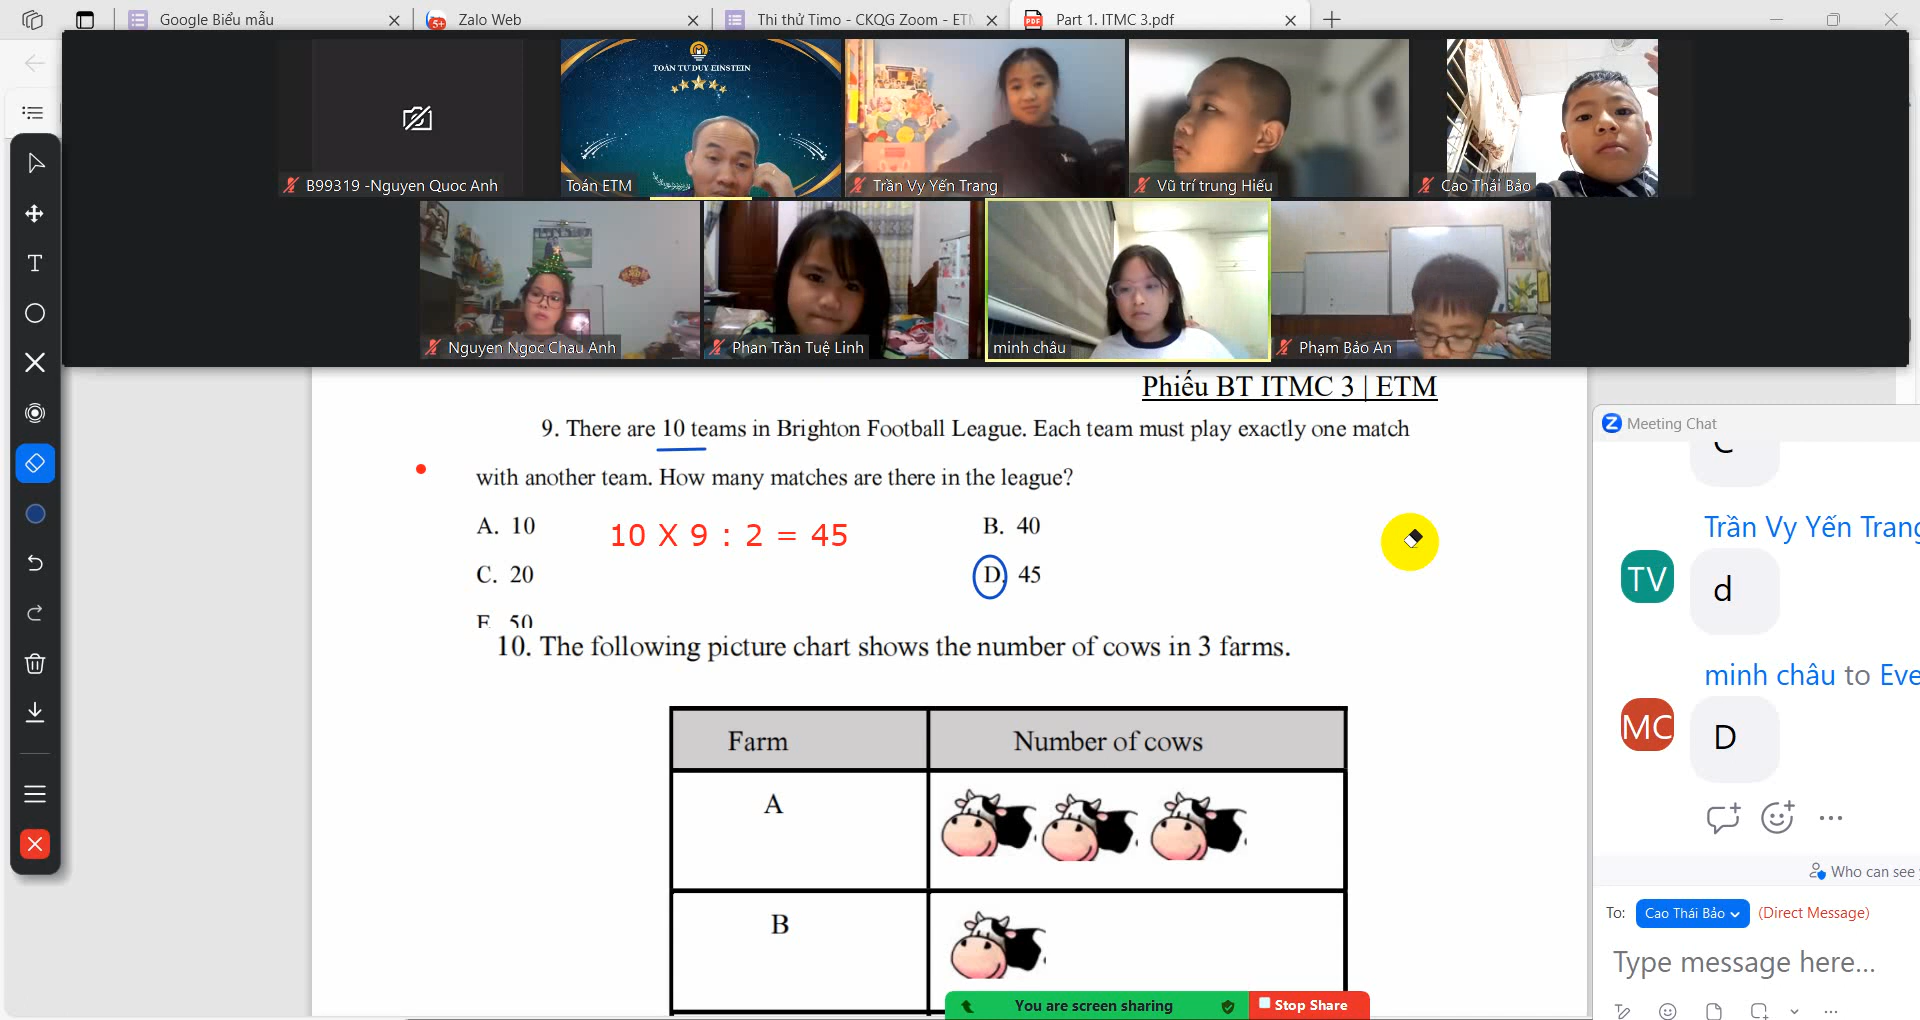 Google Biểu mẫu
5+
Zalo Web
Thi thử Timo - CKQG Zoom - ETM
PDF
Part 1. ITMC 3.pdf
B99319 -Nguyen Quoc Anh
TOÁN TƯ DUY EINSTEIN
Toán ETM
Trần Vy Yến Trang
Vũ trí trung Hiếu
Cao Thái Bảo
Nguyen Ngoc Chau Anh
Phan Trần Tuệ Linh
minh châu
Phạm Bảo An
T
Phiếu BT ITMC 3 | ETM
9. There are 10 teams in Brighton Football League. Each team must play exactly one match
with another team. How many matches are there in the league?
A. 10
10 X 9 : 2 = 45
B. 40
C. 20
D. 45
E. 50
10. The following picture chart shows the number of cows in 3 farms.
Farm
Number of cows
A
B
You are screen sharing
Stop Share
Meeting Chat
Trần Vy Yến Trang
TV
d
minh châu to Eve
MC
D
Who can see
To:
Cao Thái Bảo
(Direct Message)
Type message here...